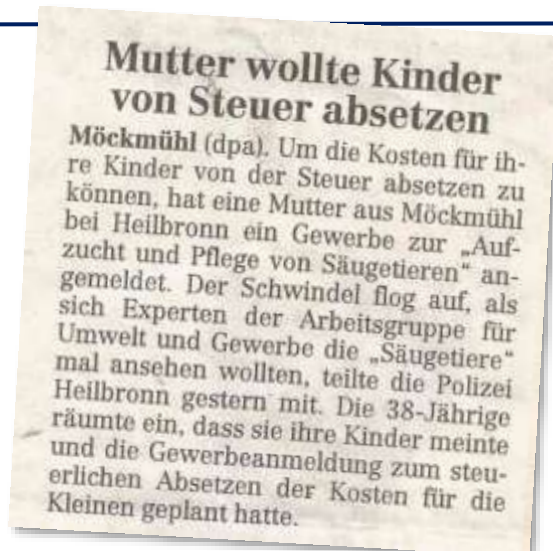 Mutter wollte Kinder
von Steuer absetzen
Möckmühl (dpa). Um die Kosten für ih-
re Kinder von der Steuer absetzen zu
können, hat eine Mutter aus Möckmühl
bei Heilbronn ein Gewerbe zur „Auf-
zucht und Pflege von Säugetieren“ an-
gemeldet. Der Schwindel flog auf, als
sich Experten der Arbeitsgruppe für
Umwelt und Gewerbe die „Säugetiere“
mal ansehen wollten, teilte die Polizei
Heilbronn gestern mit. Die 38-Jährige
räumte ein, dass sie ihre Kinder meinte
und die Gewerbeanmeldung zum steu-
erlichen Absetzen der Kosten für die
Kleinen geplant hatte.